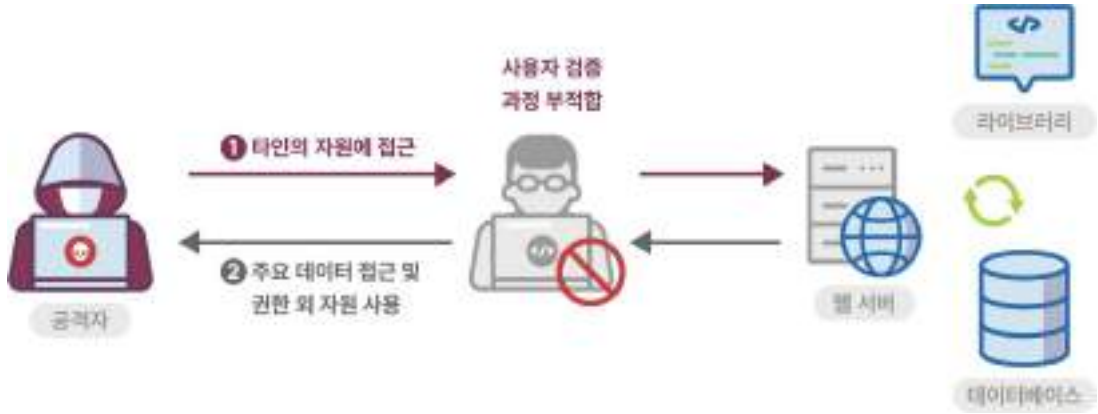 사용자 검증
과정 부적합
1 타인의 자원에 접근
2 주요 데이터 접근 및
권한 외 자원 사용
공격자
웹 서버
</>
라이브러리
데이터베이스